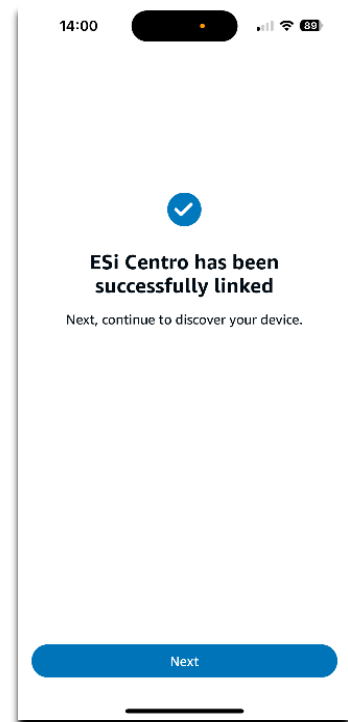 14:00 89
ESi Centro has been
successfully linked
Next, continue to discover your device.
Next